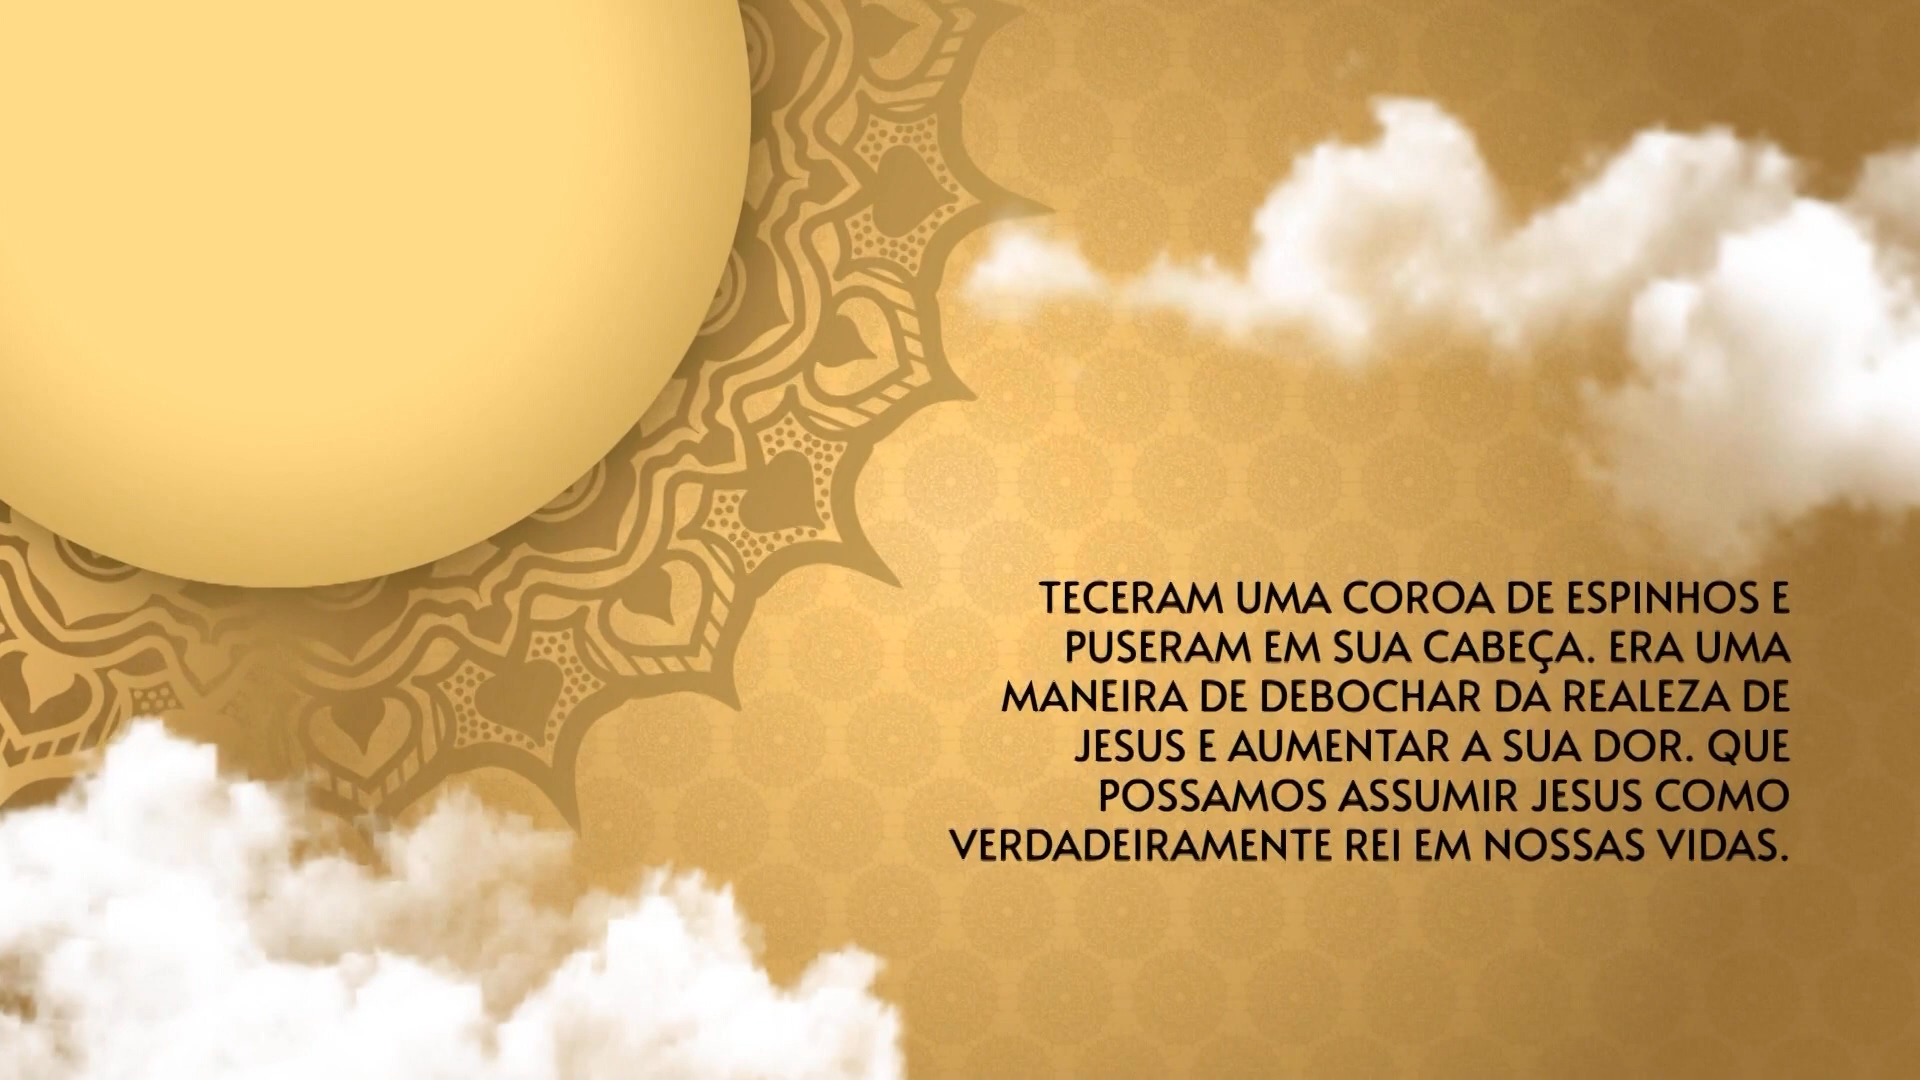 TECERAM UMA COROA DE ESPINHOS E
PUSERAM EM SUA CABEÇA. ERA UMA
MANEIRA DE DEBOCHAR DA REALEZA DE
JESUS E AUMENTAR A SUA DOR. QUE
POSSAMOS ASSUMIR JESUS COMO
VERDADEIRAMENTE REI EM NOSSAS VIDAS.